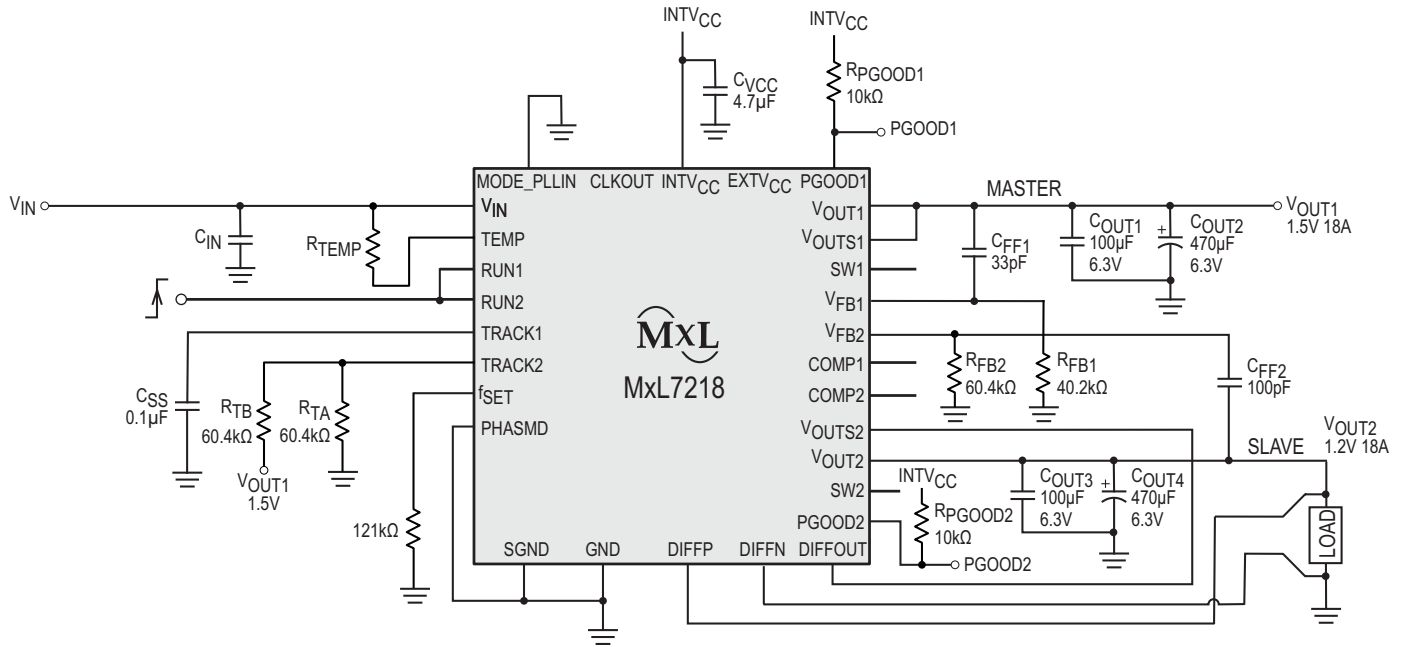 INTVCC
INTVCC
CVCC
4.7µF
RPGOOD1
10kΩ
PGOOD1
MODE_PLLIN CLKOUT INTVCC EXTVCC PGOOD1
VIN
CIN
RTEMP
VIN
TEMP
RUN1
RUN2
TRACK1
TRACK2
fSET
PHASMD
CSS
0.1µF
RTB
60.4kΩ
RTA
60.4kΩ
VOUT1
1.5V
121kΩ
MxL
MxL7218
SGND GND DIFFP DIFFN DIFFOUT
VOUT1
VOUTS1
SW1
VFB1
VFB2
COMP1
COMP2
VOUTS2
VOUT2
SW2
PGOOD2
MASTER
CFF1
33pF
COUT1
100µF
6.3V
+
COUT2
470µF
6.3V
VOUT1
1.5V 18A
RFB2
60.4kΩ
RFB1
40.2kΩ
CFF2
100pF
SLAVE
VOUT2
1.2V 18A
INTVCC
RPGOOD2
10kΩ
PGOOD2
COUT3
100µF
6.3V
+
COUT4
470µF
6.3V
LOAD